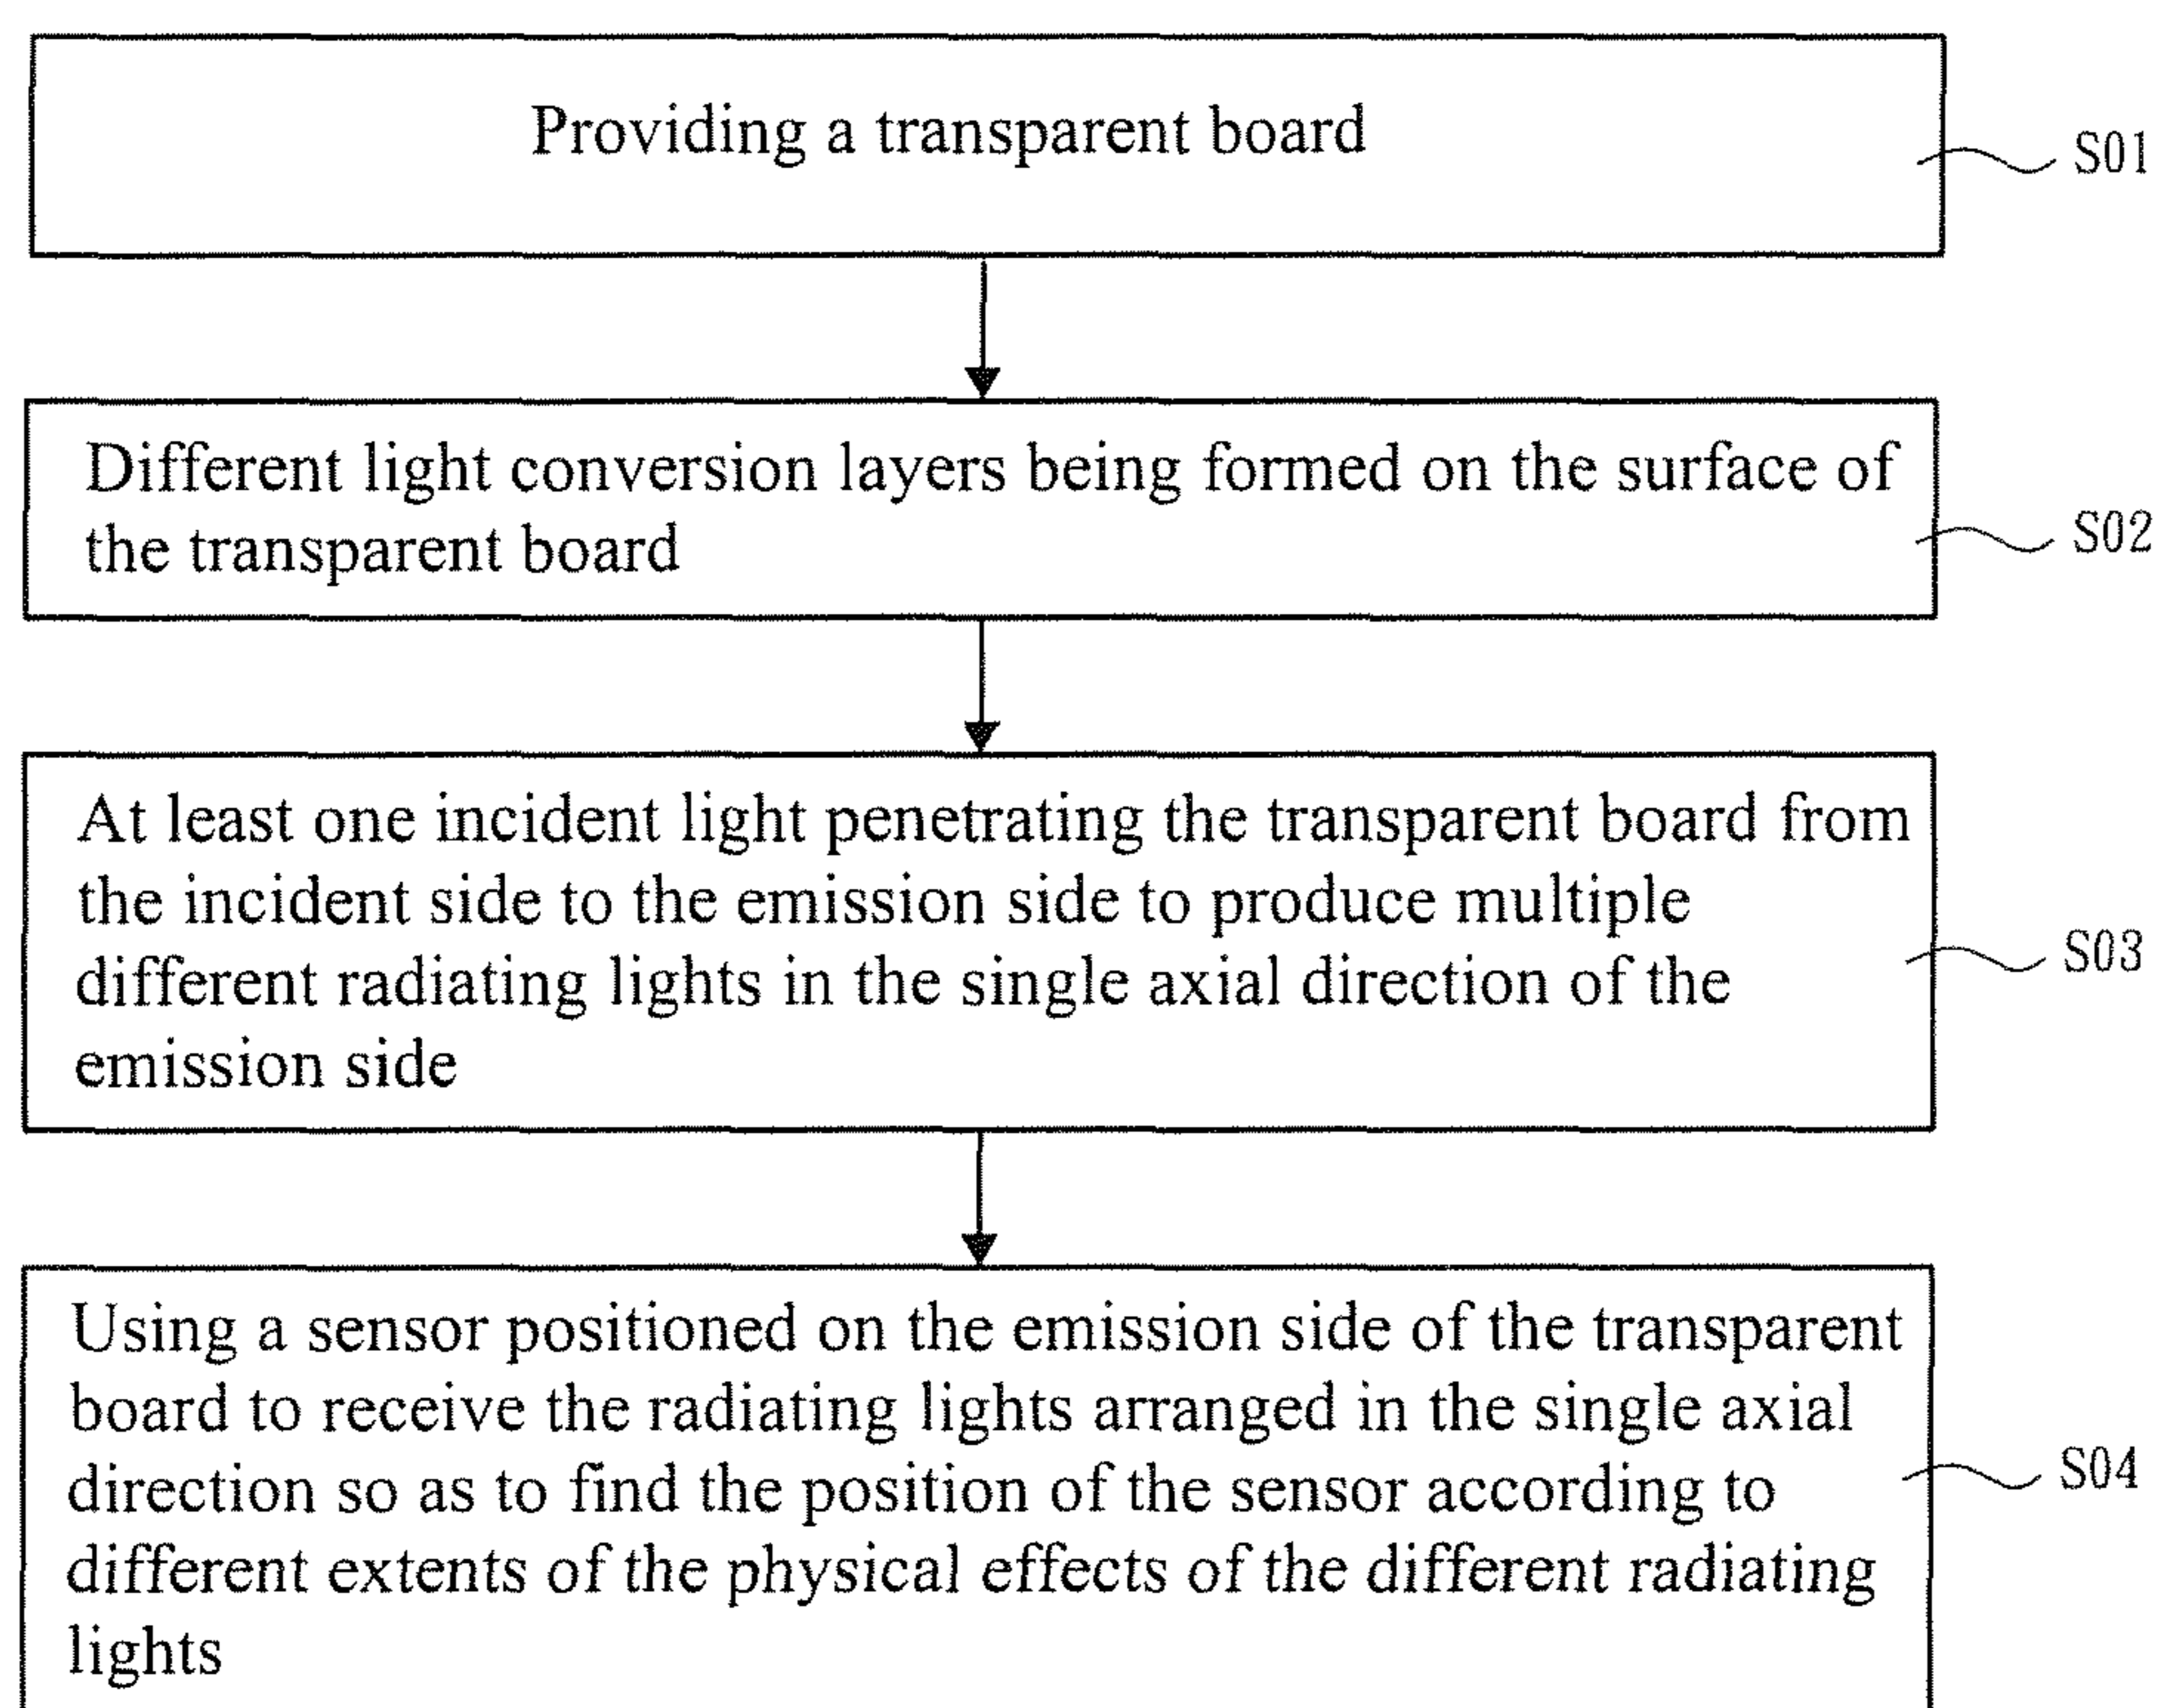 Providing a transparent board
S01
Different light conversion layers being formed on the surface of
the transparent board
S02
At least one incident light penetrating the transparent board from
the incident side to the emission side to produce multiple
different radiating lights in the single axial direction of the
emission side
S03
Using a sensor positioned on the emission side of the transparent
board to receive the radiating lights arranged in the single axial
direction so as to find the position of the sensor according to
different extents of the physical effects of the different radiating
lights
S04